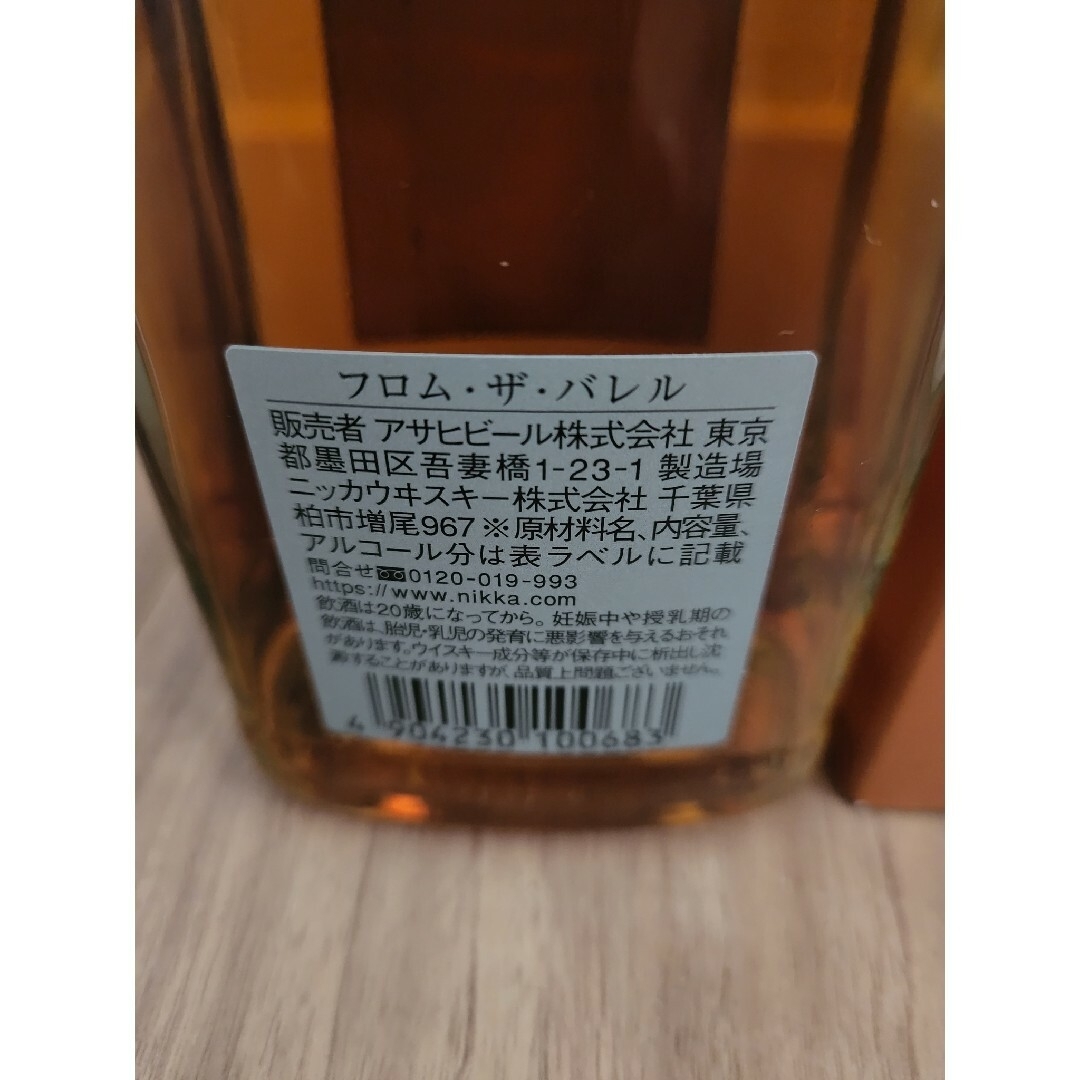 フロム・ザ・バレル
販売者 アサヒビール株式会社 東京
都墨田区吾妻橋1-23-1 製造場
ニッカウヰスキー株式会社 千葉県
柏市増尾967 ※原材料名、内容量、
アルコール分は表ラベルに記載
問合せ 0120-019-993
https://www.nikka.com
飲酒は20歳になってから。妊娠中や授乳期の
飲酒は、胎児・乳児の発育に悪影響を与えるおそれ
があります。ウイスキー成分等が保存中に析出し沈
澱することがありますが、品質上問題ございません。
4 904230 100683